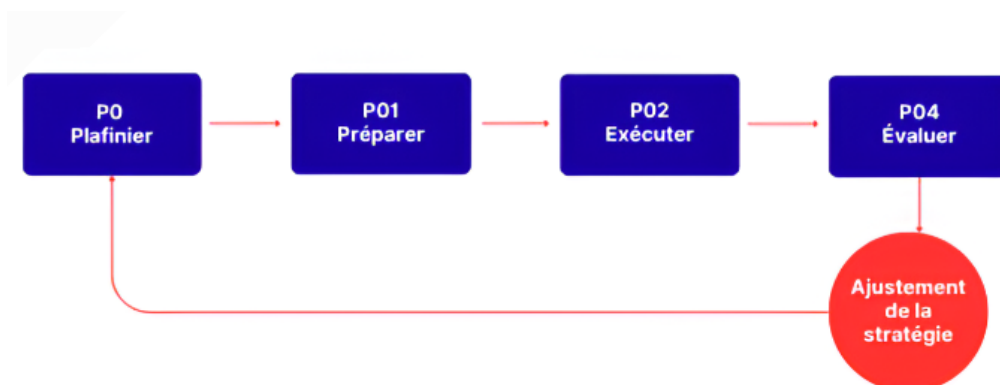 P0
Plafinier
P01
Préparer
P02
Exécuter
P04
Évaluer
Ajustement
de la
stratégie